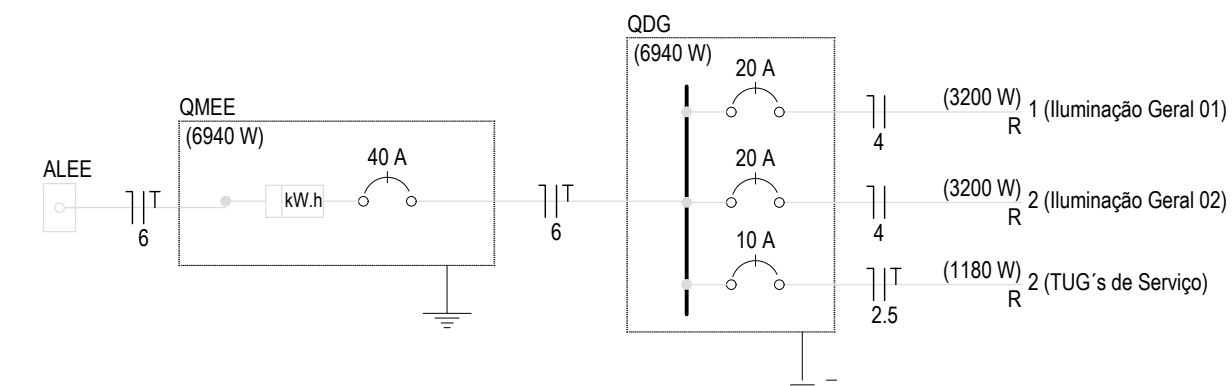 ALEE
T
6
QMEE
(6940 W)
kW.h
40 A
T
6
QDG
(6940 W)
20 A
4
(3200 W)
R
1 (Iluminação Geral 01)
20 A
4
(3200 W)
R
2 (Iluminação Geral 02)
10 A
T
2.5
(1180 W)
R
2 (TUG´s de Serviço)